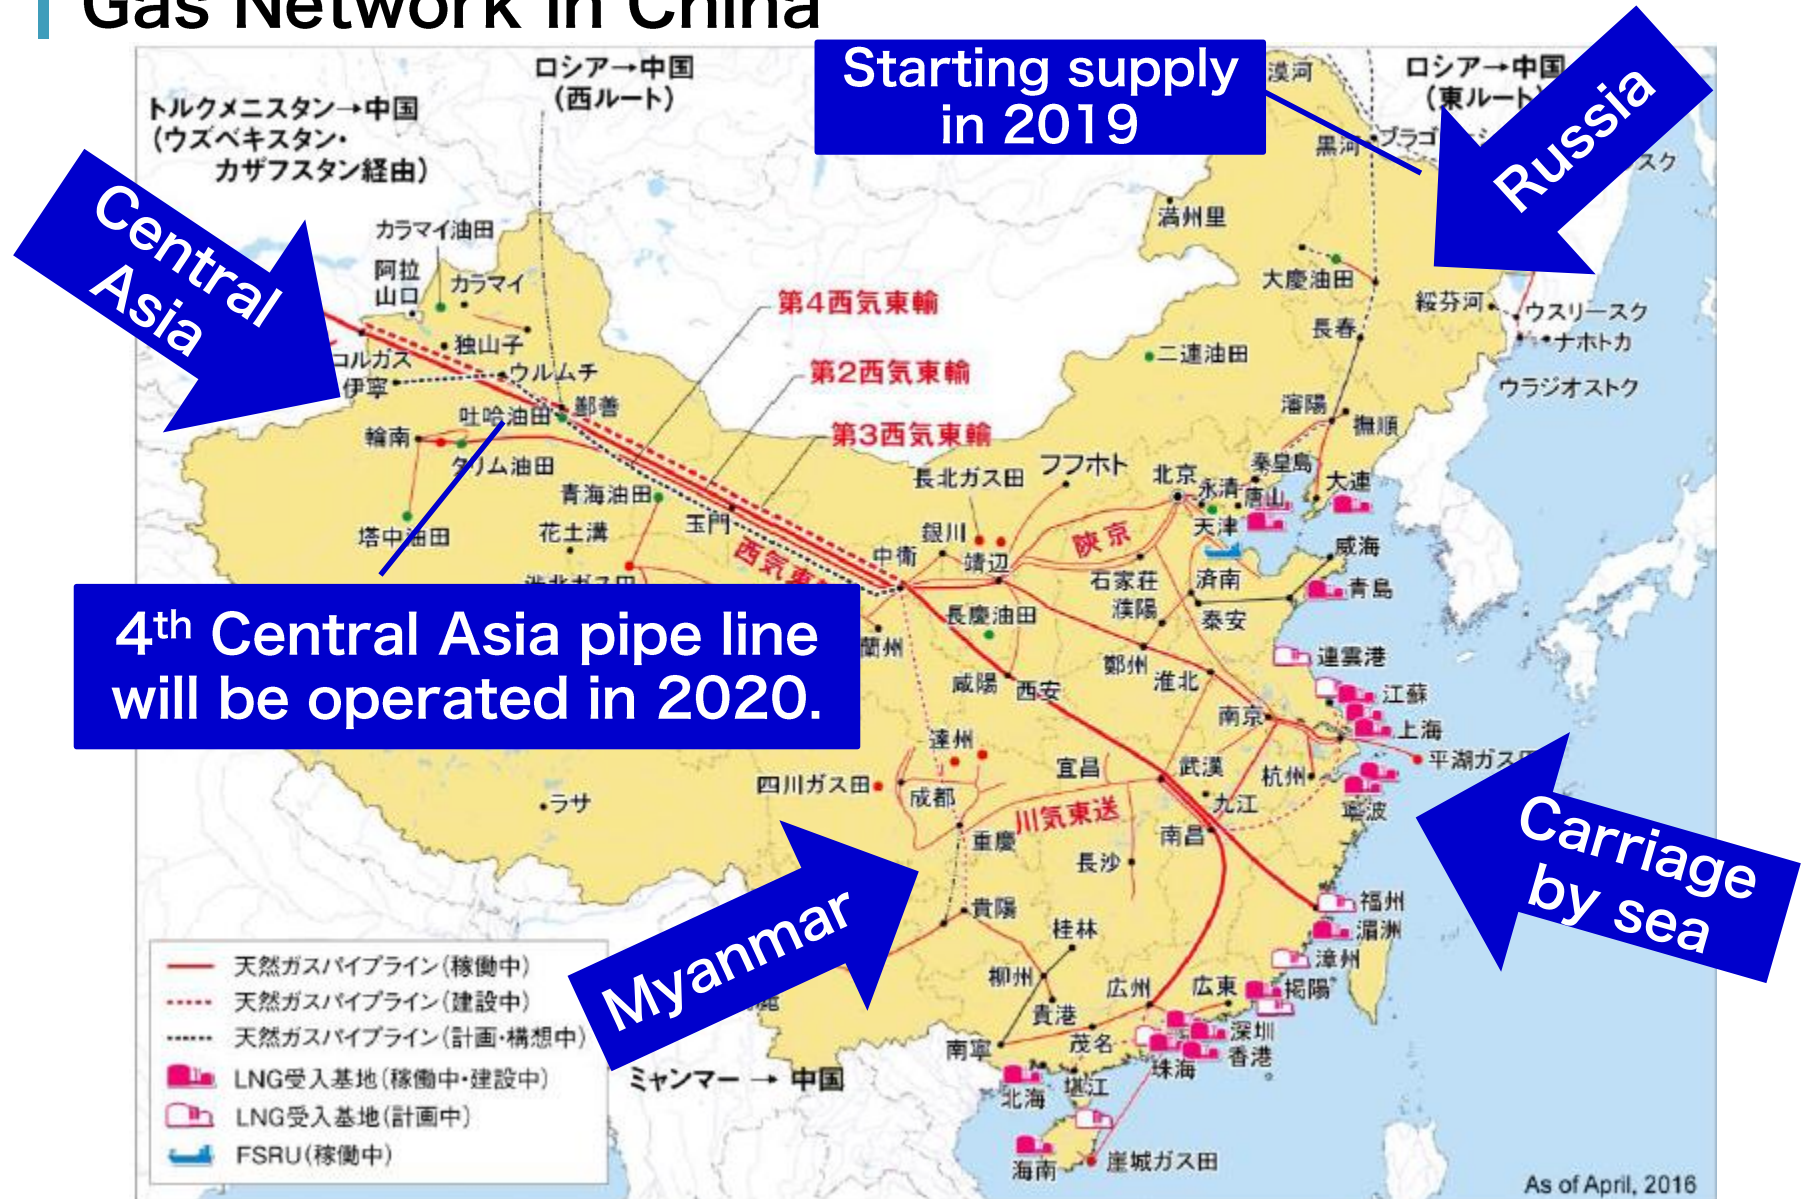 Gas Network in China
ロシア→中国
(西ルート)
Starting supply
in 2019
漠河
ロシア→中国
(東ルート)
Russia
トルクメニスタン→中国
(ウズベキスタン・
カザフスタン経由)
黒河
ブラゴ
スク
Central
Asia
満州里
カラマイ油田
阿拉
山口
カラマイ
大慶油田
綏芬河
ウスリースク
第4西気東輸
長春
ナホトカ
独山子
コルガス
二連油田
伊寧
ウルムチ
第2西気東輸
ウラジオストク
吐哈油田
鄯善
瀋陽
撫順
輪南
第3西気東輸
タリム油田
長北ガス田
フフホト
北京
秦皇島
永清
唐山
大連
青海油田
玉門
天津
塔中油田
花土溝
銀川
陝京
中衛
靖辺
威海
石家荘
済南
青島
濮陽
泰安
4th Central Asia pipe line
will be operated in 2020.
長慶油田
蘭州
鄭州
連雲港
咸陽
西安
淮北
江蘇
南京
上海
達州
平湖ガス田
宜昌
武漢
杭州
四川ガス田
成都
ラサ
九江
寧波
川気東送
南昌
重慶
長沙
Carriage
by sea
Myanmar
貴陽
福州
桂林
湄洲
漳州
柳州
広州
広東
掲陽
貴港
深圳
南寧
茂名
香港
珠海
ミャンマー → 中国
北海
堪江
海南
崖城ガス田
天然ガスパイプライン(稼働中)
天然ガスパイプライン(建設中)
天然ガスパイプライン(計画・構想中)
LNG受入基地(稼働中・建設中)
LNG受入基地(計画中)
FSRU(稼働中)
As of April, 2016